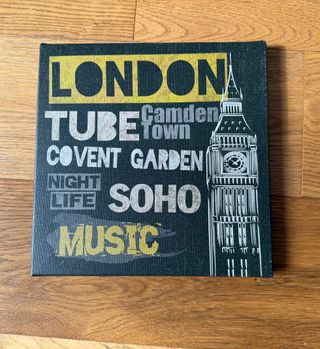 LONDON
TUBE
Camden
Town
COVENT GARDEN
NIGHT
LIFE
SOHO
MUSIC